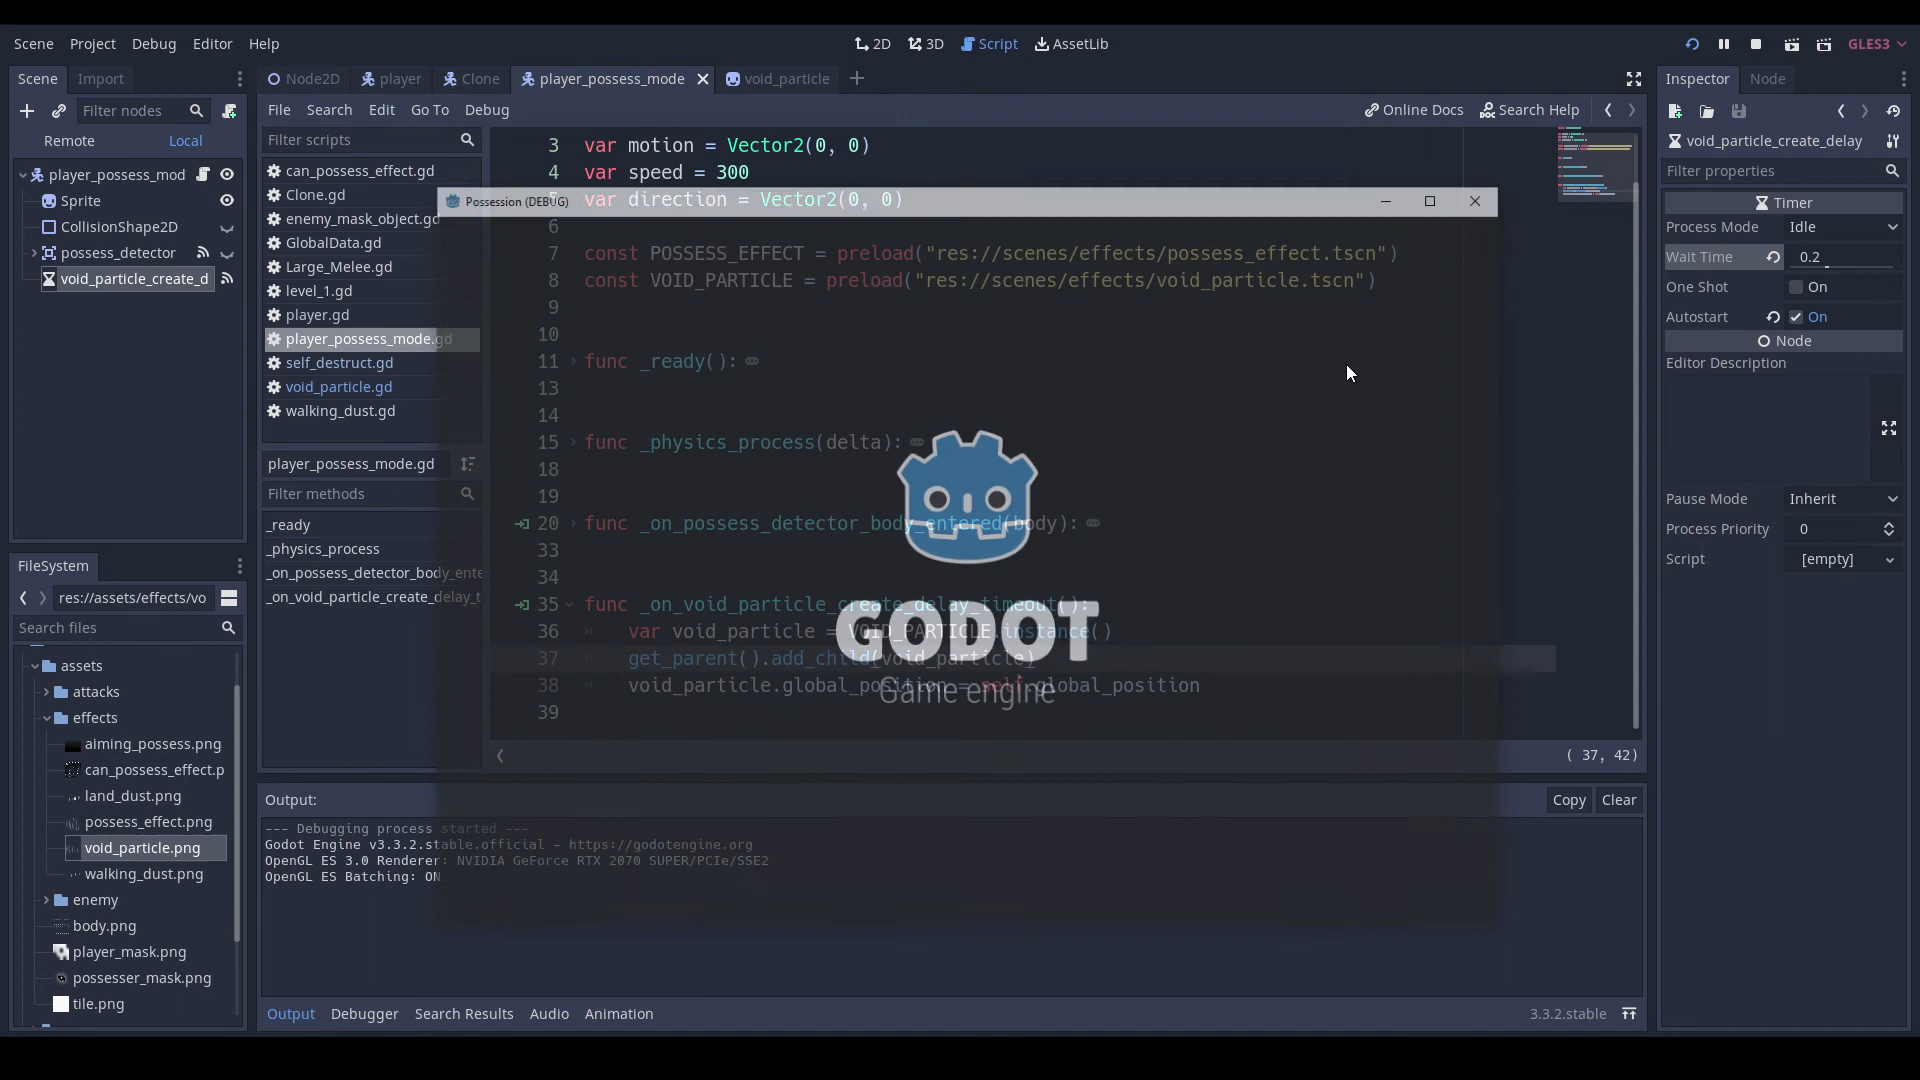 Scene Project Debug Editor Help
2D 3D Script AssetLib
GLES3
Scene Import
Filter nodes
Remote Local
player_possess_mod
Sprite
CollisionShape2D
possess_detector
void_particle_create_d
FileSystem
res://assets/effects/vo
Search files
assets
attacks
effects
aiming_possess.png
can_possess_effect.p
land_dust.png
possess_effect.png
void_particle.png
walking_dust.png
enemy
body.png
player_mask.png
possesser_mask.png
tile.png
Node2D player Clone player_possess_mode void_particle
File Search Edit Go To Debug
Online Docs Search Help
Filter scripts
can_possess_effect.gd
Clone.gd
enemy_mask_object.gd
GlobalData.gd
Large_Melee.gd
level_1.gd
player.gd
player_possess_mode.gd
self_destruct.gd
void_particle.gd
walking_dust.gd
player_possess_mode.gd
Filter methods
_ready
_physics_process
_on_possess_detector_body_ente
_on_void_particle_create_delay_t
3 var motion = Vector2(0, 0)
4 var speed = 300
Possession (DEBUG)
5 var direction = Vector2(0, 0)
6
7 const POSSESS_EFFECT = preload("res://scenes/effects/possess_effect.tscn")
8 const VOID_PARTICLE = preload("res://scenes/effects/void_particle.tscn")
9
10
11 func _ready():
13
14
15 func _physics_process(delta):
18
19
20 func _on_possess_detector_body_entered(body):
33
34
35 func _on_void_particle_create_delay_timeout():
36 var void_particle = VOID_PARTICLE.instance()
37 get_parent().add_child(void_particle)
38 void_particle.global_position = self.global_position
39
GODOT
Game engine
( 37, 42)
Output:
Copy Clear
--- Debugging process started ---
Godot Engine v3.3.2.stable.official - https://godotengine.org
OpenGL ES 3.0 Renderer: NVIDIA GeForce RTX 2070 SUPER/PCIe/SSE2
OpenGL ES Batching: ON
Output Debugger Search Results Audio Animation
3.3.2.stable
Inspector Node
void_particle_create_delay
Filter properties
Timer
Process Mode Idle
Wait Time 0.2
One Shot On
Autostart On
Node
Editor Description
Pause Mode Inherit
Process Priority 0
Script [empty]